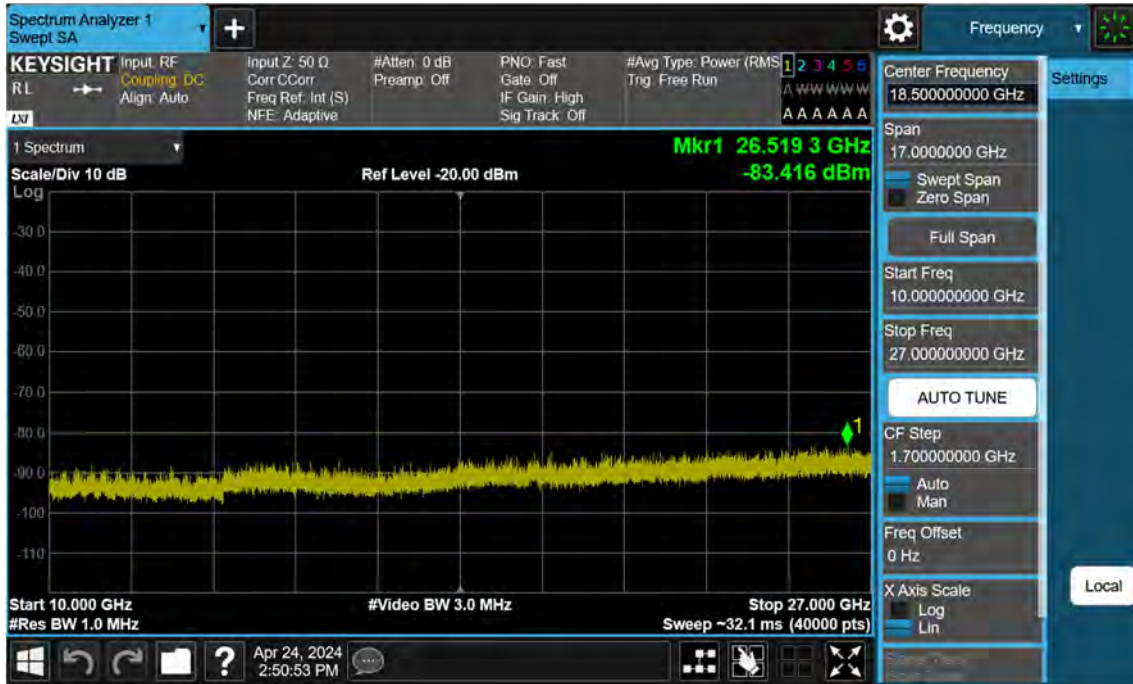 Spectrum Analyzer 1
Swept SA
Frequency
KEYSIGHT
RL
LXI
Input: RF
Coupling: DC
Align: Auto
Input Z: 50 Ω
Corr CCorr
Freq Ref: Int (S)
NFE: Adaptive
#Atten: 0 dB
Preamp: Off
PNO: Fast
Gate: Off
IF Gain: High
Sig Track: Off
#Avg Type: Power (RMS
Trig: Free Run
1 2 3 4 5 6
A W W W W W
A A A A A A
1 Spectrum
Scale/Div 10 dB
Ref Level -20.00 dBm
Mkr1 26.519 3 GHz
-83.416 dBm
Log
-30.0
-40.0
-50.0
-60.0
-70.0
-80.0
-90.0
-100
-110
1
Start 10.000 GHz
#Video BW 3.0 MHz
Stop 27.000 GHz
#Res BW 1.0 MHz
Sweep ~32.1 ms (40000 pts)
Center Frequency
18.500000000 GHz
Span
17.0000000 GHz
Swept Span
Zero Span
Full Span
Start Freq
10.000000000 GHz
Stop Freq
27.000000000 GHz
AUTO TUNE
CF Step
1.700000000 GHz
Auto
Man
Freq Offset
0 Hz
X Axis Scale
Log
Lin
Settings
Local
?
Apr 24, 2024
2:50:53 PM